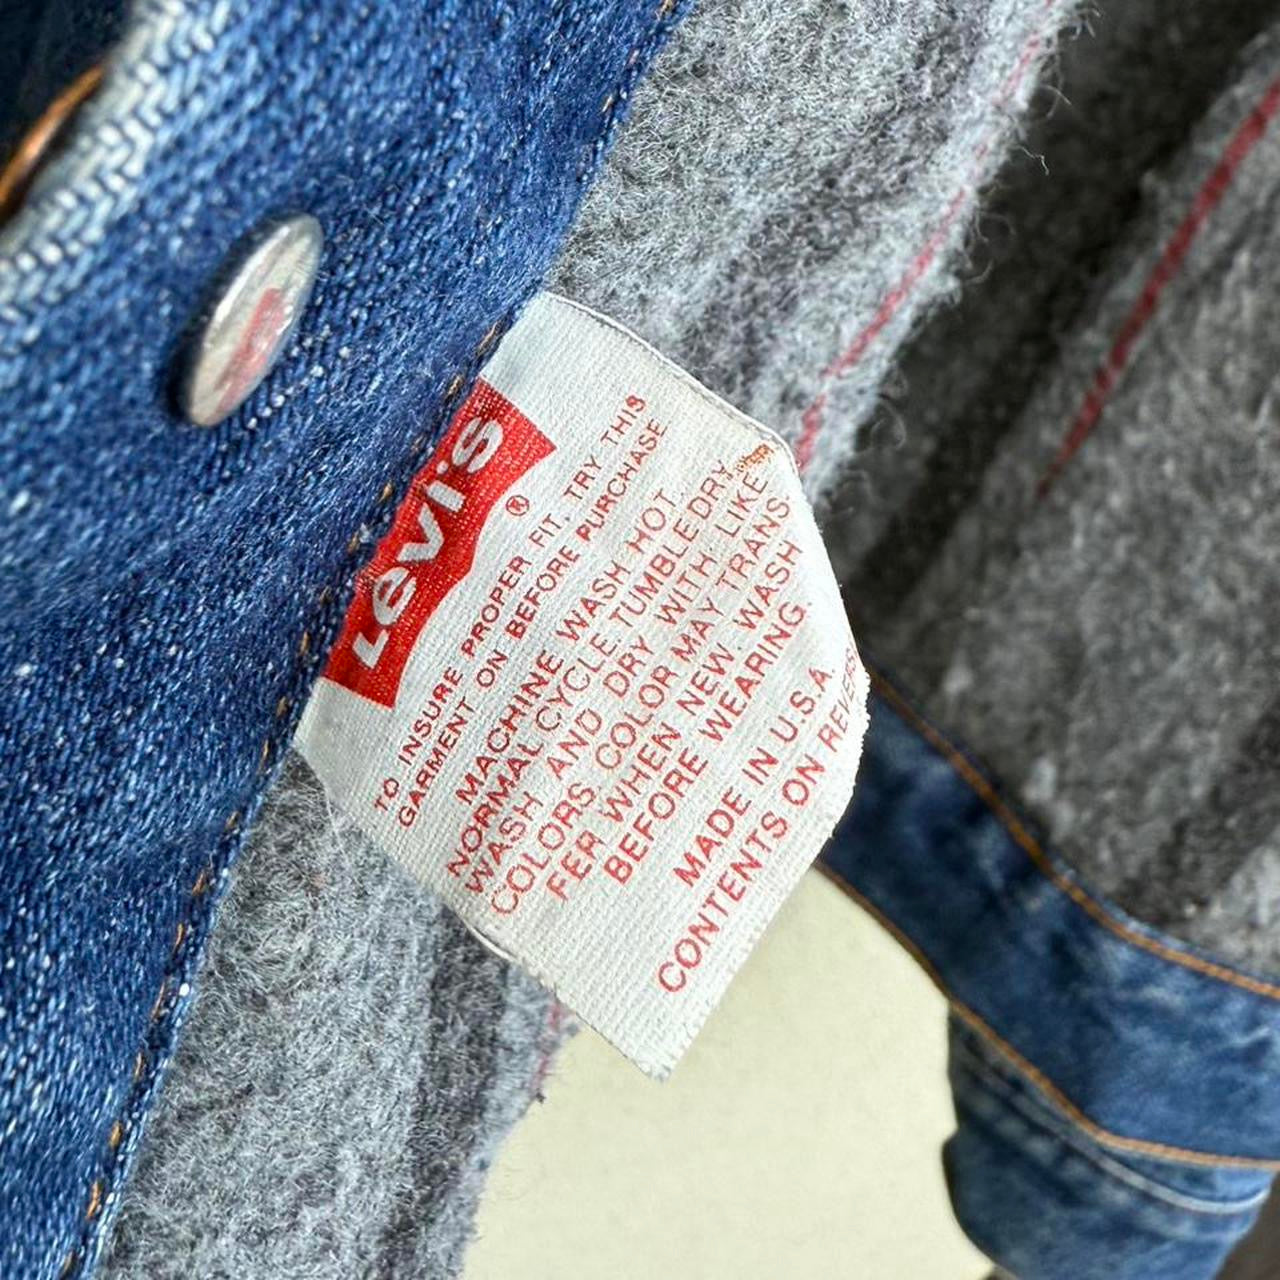 Levi's ®
TO INSURE PROPER FIT, TRY THIS
GARMENT ON BEFORE PURCHASE
MACHINE WASH HOT.
NORMAL CYCLE TUMBLE DRY.
WASH AND DRY WITH LIKE
COLORS. COLOR MAY TRANS
FER WHEN NEW. WASH
BEFORE WEARING.
MADE IN U.S.A.
CONTENTS ON REVERS